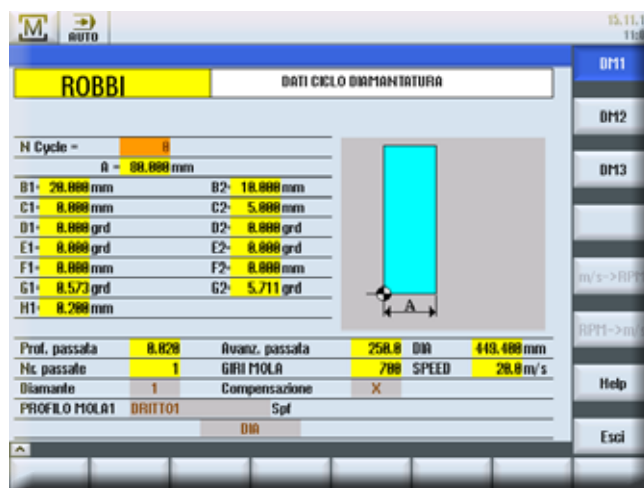 M AUTO
15.11.1
DM1
ROBBI DATI CICLO DIAMANTATURA
DM2
N Cycle = 0
A = 80.000 mm
DM3
B1= 20.000 mm B2= 10.000 mm
C1= 8.000 mm C2= 5.000 mm
D1= 0.000 grd D2= 0.000 grd
E1= 0.000 grd E2= 0.000 grd
F1= 0.000 mm F2= 0.000 mm
G1= 0.573 grd G2= 5.711 grd
m/s->RPM
H1= 0.200 mm
A
RPM->m/s
Prof. passata 0.020 Avanz. passata 250.0 DIA 449.400 mm
Nr. passate 1 GIRI MOLA 700 SPEED 20.0 m/s
Help
Diamante 1 Compensazione X
PROFILO MOLA1 DRITTO1 Spf
DIA
Esci